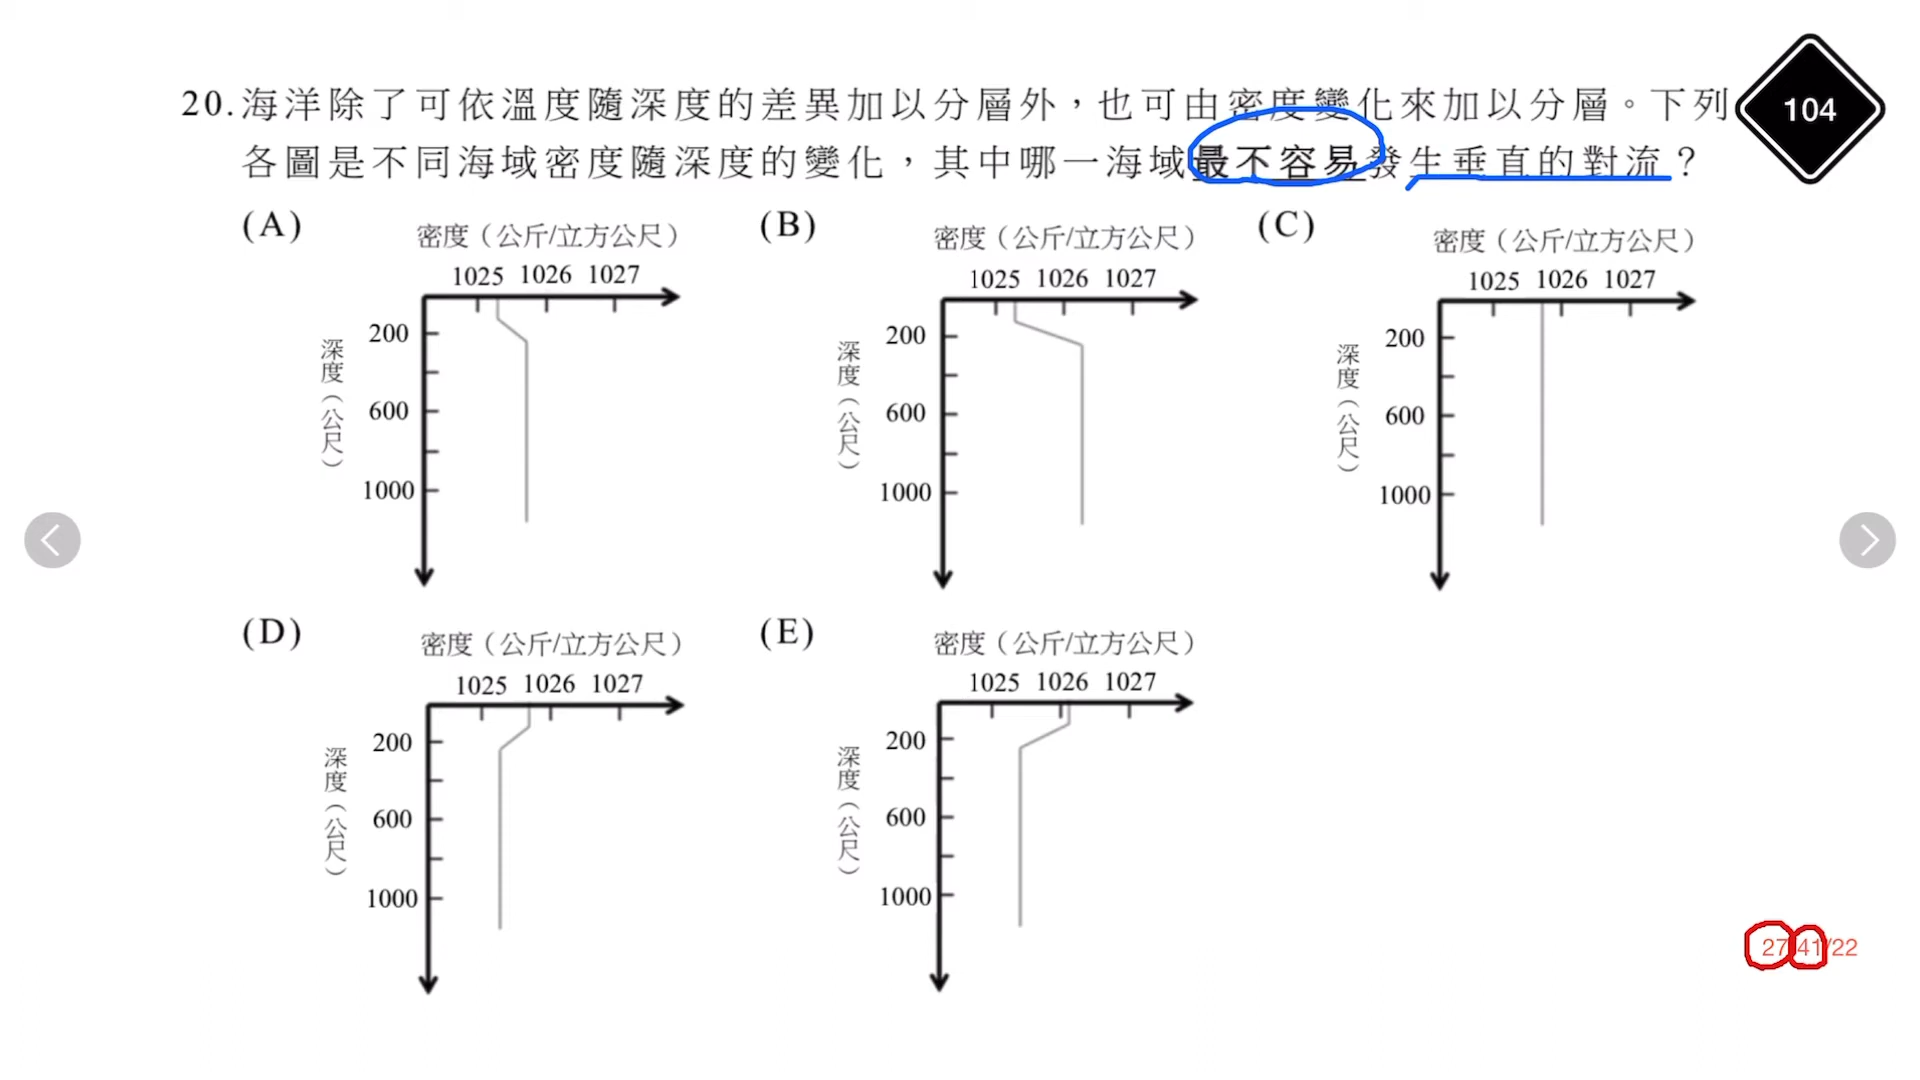 20.海洋除了可依溫度隨深度的差異加以分層外，也可由密度變化來加以分層。下列
各圖是不同海域密度隨深度的變化，其中哪一海域最不容易發生垂直的對流？
104
(A)
密度（公斤/立方公尺）
1025 1026 1027
200
600
1000
深度（公尺）
(B)
密度（公斤/立方公尺）
1025 1026 1027
200
600
1000
深度（公尺）
(C)
密度（公斤/立方公尺）
1025 1026 1027
200
600
1000
深度（公尺）
(D)
密度（公斤/立方公尺）
1025 1026 1027
200
600
1000
深度（公尺）
(E)
密度（公斤/立方公尺）
1025 1026 1027
200
600
1000
深度（公尺）
27/41/22